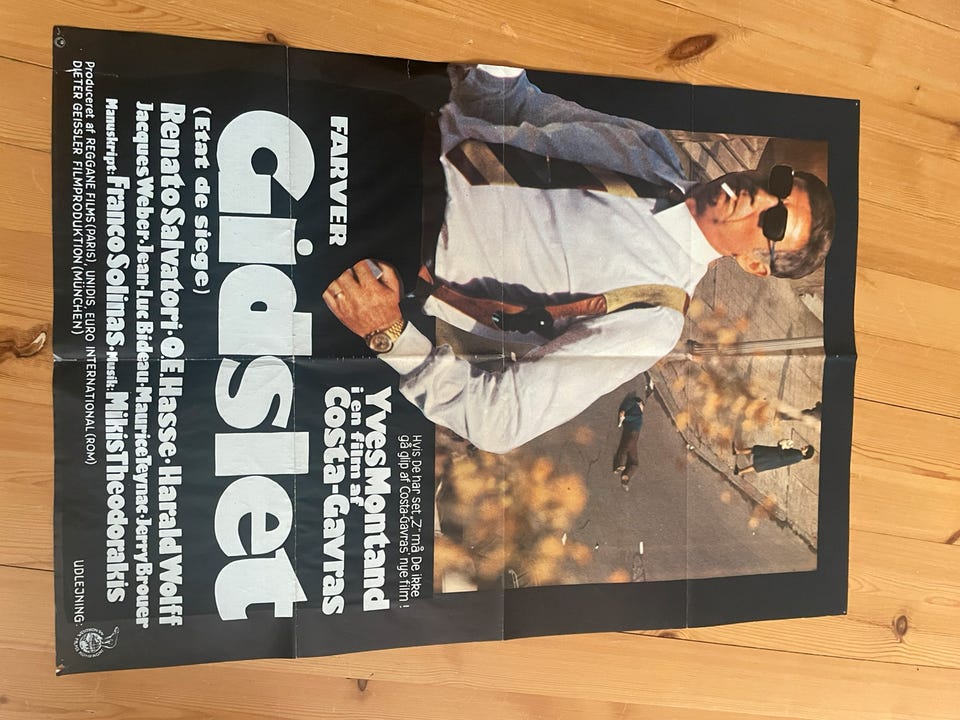 FARVER
Hvis De har set „Z“ må De ikke
gå glip af Costa-Gavras' nye film!
Yves Montand
i en film af
Costa-Gavras
Gidslet
(Etat de siege)
Renato Salvatori · O.E. Hasse · Harald Wolff
Jacques Weber · Jean-Luc Bideau · Maurice Teynac · Jerry Brouer
Manuskript: Franco Solinas · Musik: Mikis Theodorakis
Produceret af REGGANE FILMS (PARIS), UNIDIS, EURO INTERNATIONAL (ROM)
DIETER GEISSLER FILMPRODUKTION (MÜNCHEN)
UDLEJNING: